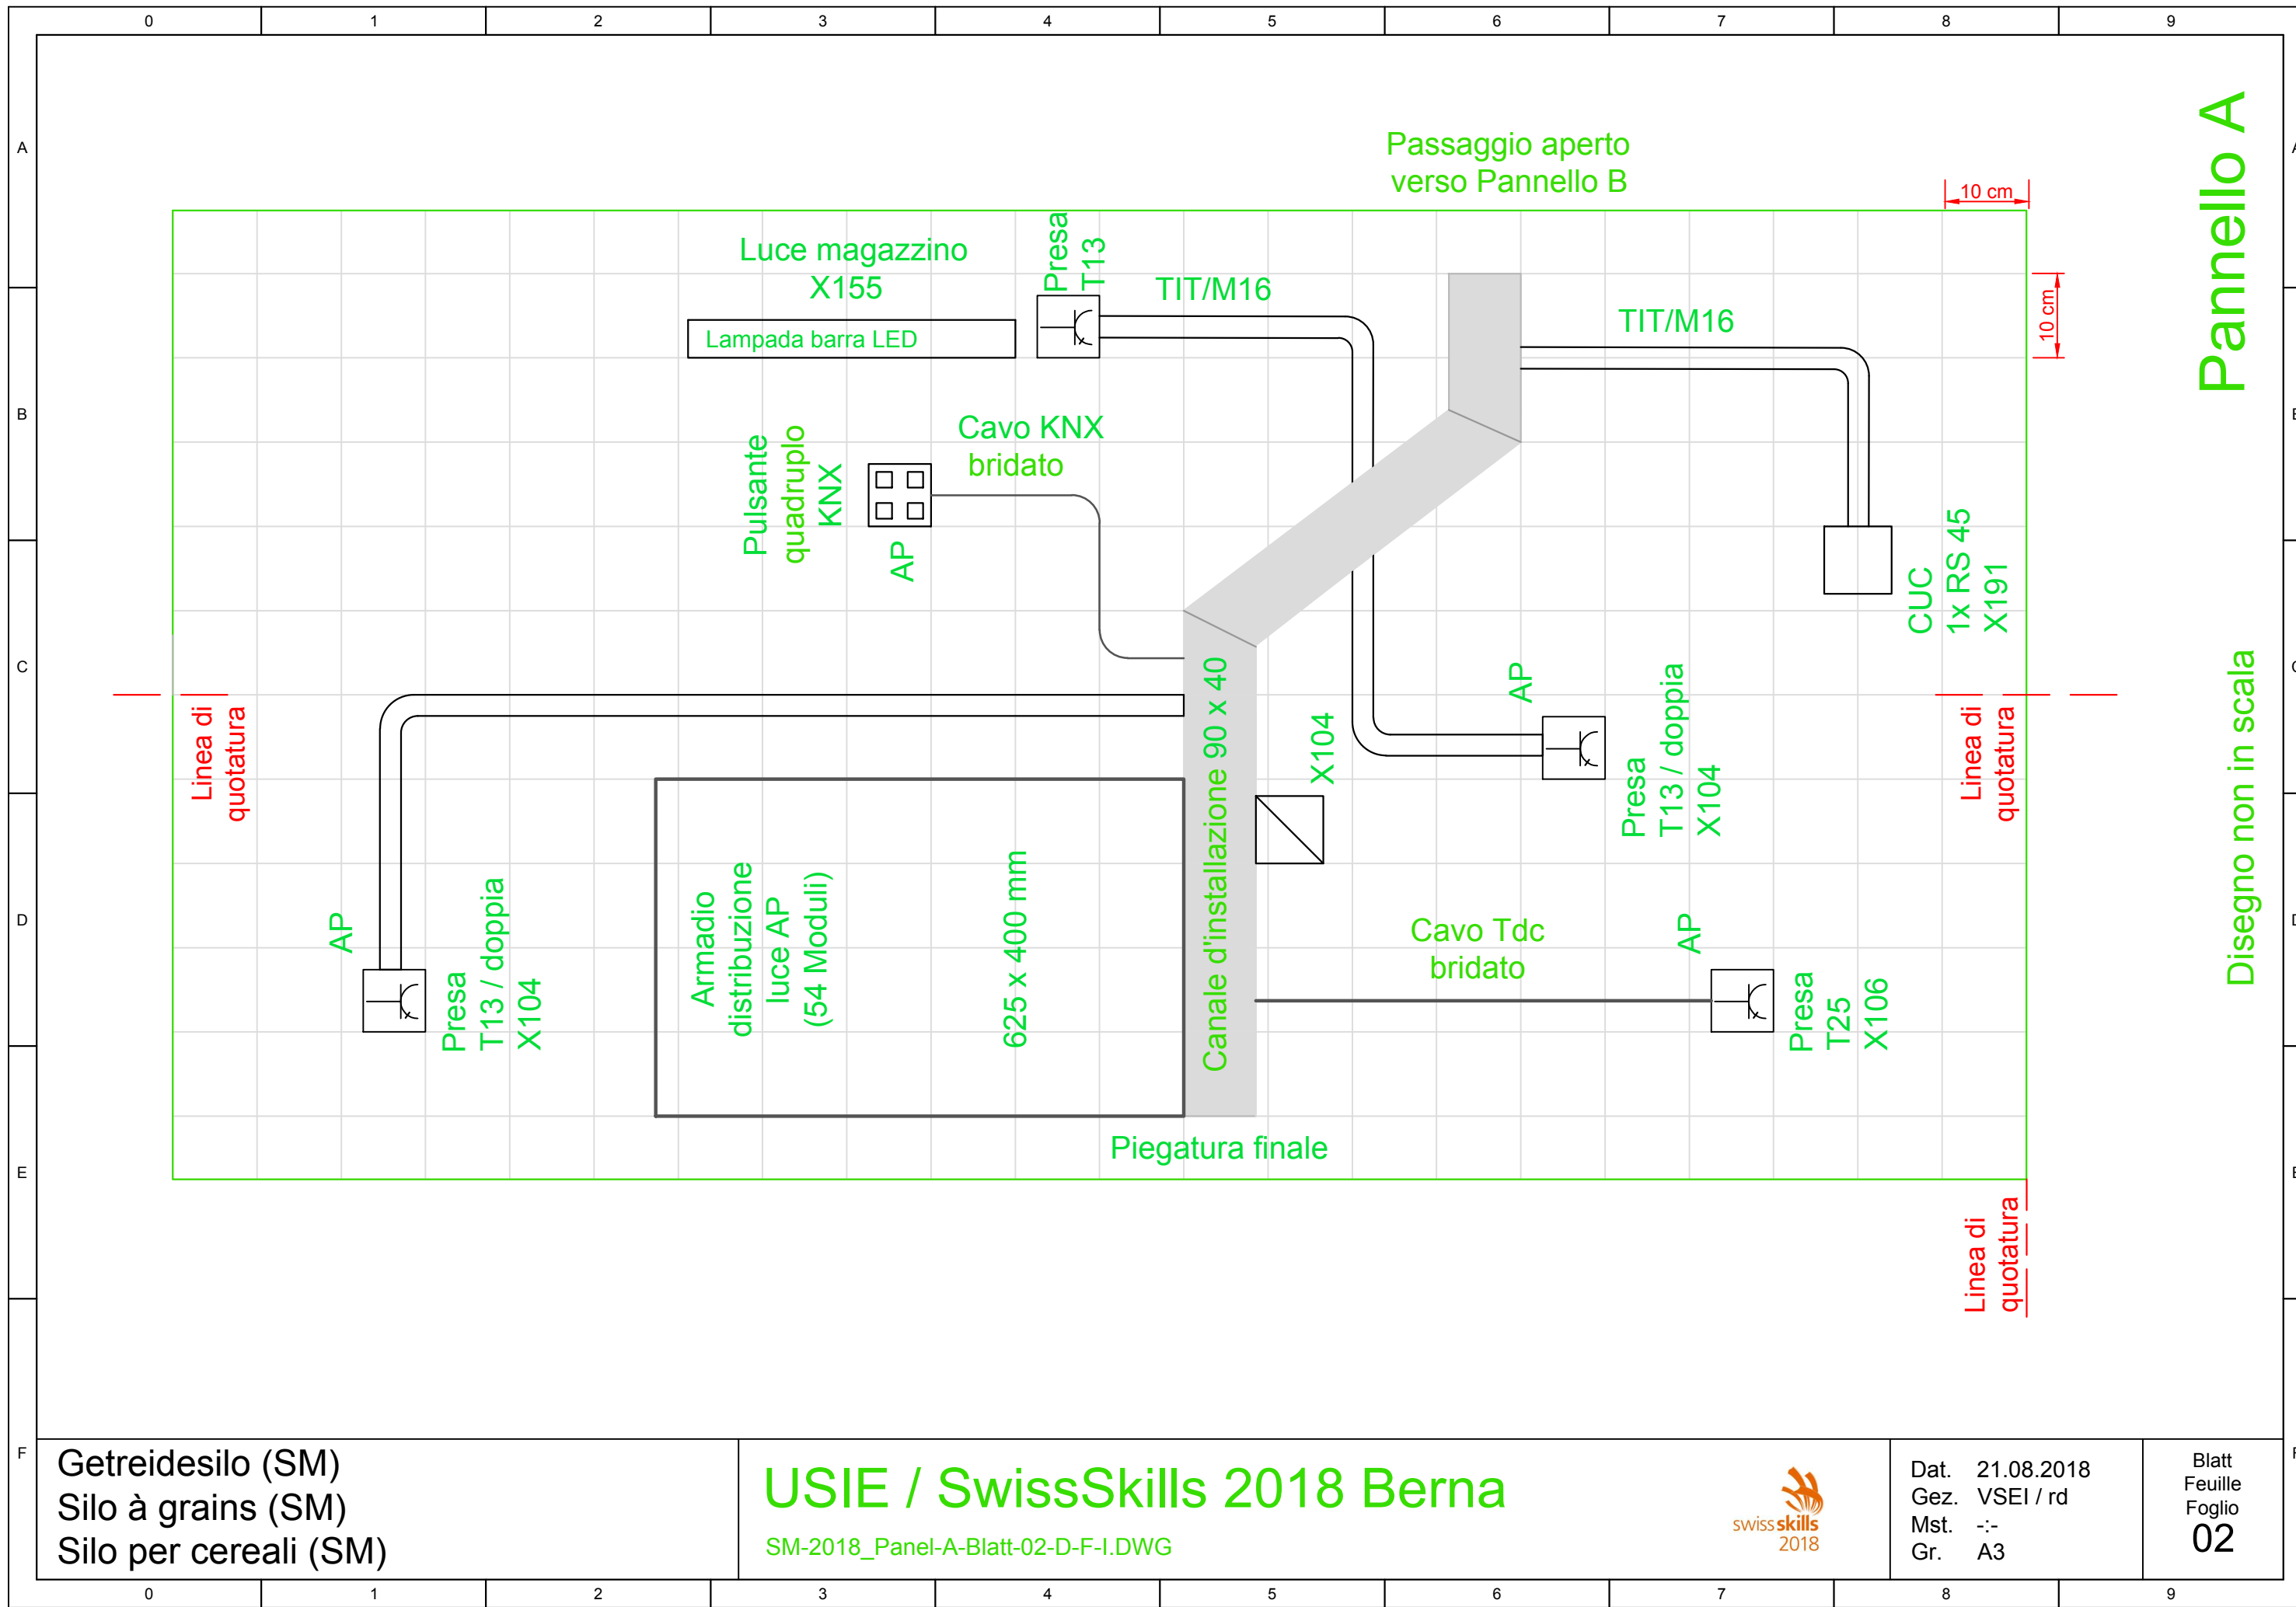 0 1 2 3 4 5 6 7 8 9
A
B
C
D
E
F
A
B
C
D
E
F
Pannello A
Disegno non in scala
Passaggio aperto
verso Pannello B
10 cm
10 cm
Luce magazzino
X155
Lampada barra LED
Presa
T13
TIT/M16
TIT/M16
Pulsante
quadruplo
KNX
AP
Cavo KNX
bridato
CUC
1x RS 45
X191
Linea di
quotatura
Canale d'installazione 90 x 40
X104
AP
Presa
T13 / doppia
X104
Linea di
quotatura
AP
Presa
T13 / doppia
X104
Armadio
distribuzione
luce AP
(54 Moduli)
625 x 400 mm
Cavo Tdc
bridato
AP
Presa
T25
X106
Piegatura finale
Linea di
quotatura
Getreidesilo (SM)
Silo à grains (SM)
Silo per cereali (SM)
USIE / SwissSkills 2018 Berna
SM-2018_Panel-A-Blatt-02-D-F-I.DWG
swiss skills
2018
Dat. 21.08.2018
Gez. VSEI / rd
Mst. -:-
Gr. A3
Blatt
Feuille
Foglio
02
0 1 2 3 4 5 6 7 8 9